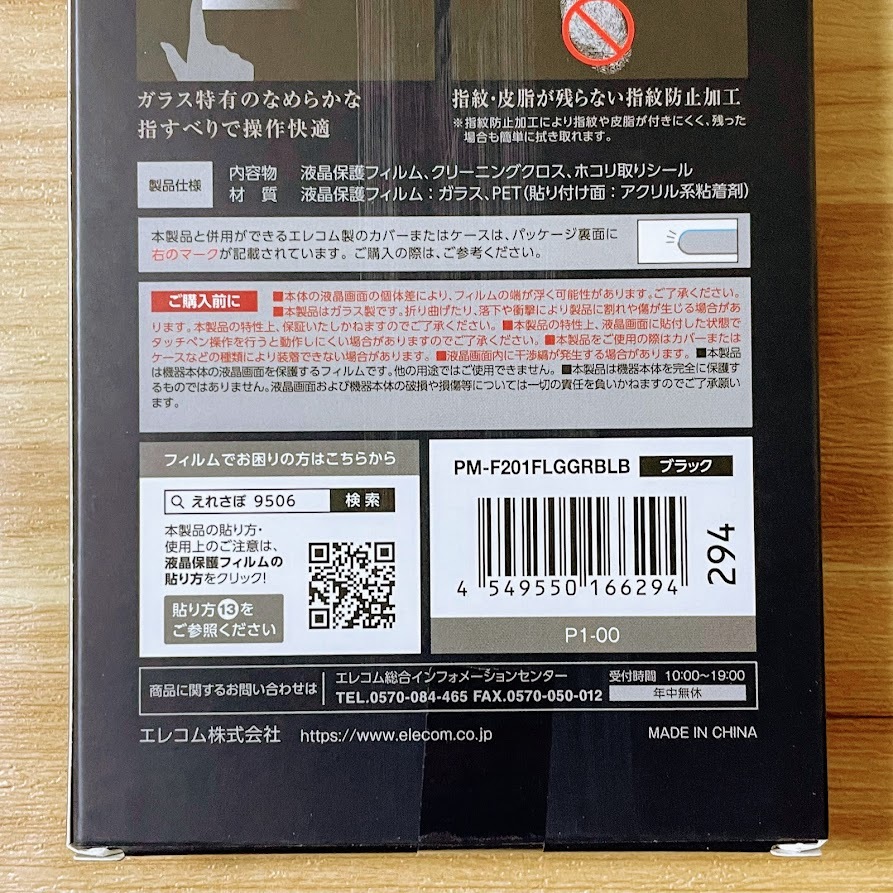 ガラス特有のなめらかな
指すべりで操作快適
指紋・皮脂が残らない指紋防止加工
※指紋防止加工により指紋や皮脂が付きにくく、残った
場合も簡単に拭き取れます。
製品仕様
内容物 液晶保護フィルム、クリーニングクロス、ホコリ取りシール
材質 液晶保護フィルム：ガラス、PET(貼り付け面：アクリル系粘着剤)
本製品と併用ができるエレコム製のカバーまたはケースは、パッケージ裏面に
右のマークが記載されています。ご購入の際は、ご参考ください。
ご購入前に ■本体の液晶画面の個体差により、フィルムの端が浮く可能性があります。ご了承ください。
■本製品はガラス製です。折り曲げたり、落下や衝撃により製品に割れや傷が生じる場合があ
ります。本製品の特性上、保証いたしかねますのでご了承ください。■本製品の特性上、液晶画面に貼付した状態で
タッチペン操作を行うと動作しにくい場合がありますのでご了承ください。■本製品をご使用の際はカバーまたは
ケースなどの種類により装着できない場合があります。■液晶画面内に干渉縞が発生する場合があります。■本製品
は機器本体の液晶画面を保護するフィルムです。他の用途ではご使用できません。■本製品は機器本体を完全に保護す
るものではありません。液晶画面および機器本体の破損や損傷等については一切の責任を負いかねますのでご了承願い
ます。
フィルムでお困りの方はこちらから
えれさぽ 9506 検索
本製品の貼り方・
使用上のご注意は、
液晶保護フィルムの
貼り方をクリック!
貼り方⑬を
ご参照ください
PM-F201FLGGRBLB ブラック
4 549550 166294
294
P1-00
商品に関するお問い合わせは
エレコム総合インフォメーションセンター
TEL.0570-084-465 FAX.0570-050-012
受付時間 10:00〜19:00
年中無休
エレコム株式会社 https://www.elecom.co.jp
MADE IN CHINA